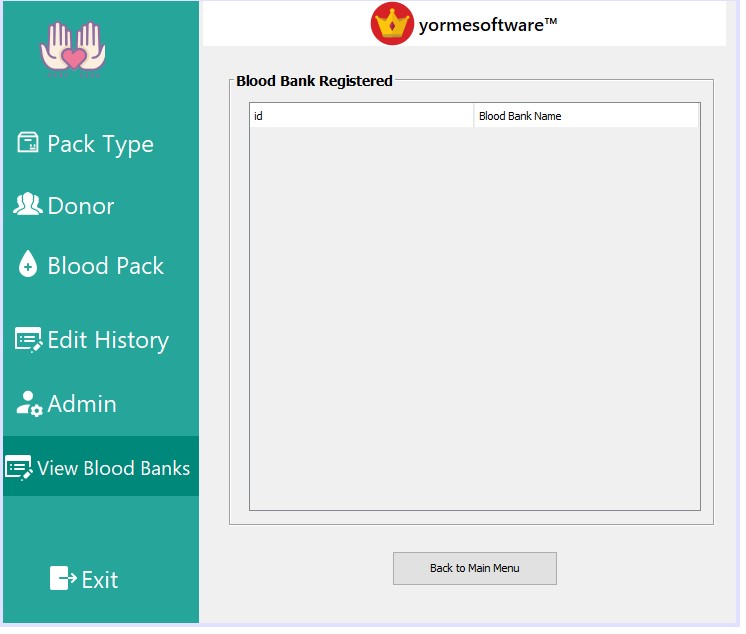 yormesoftware™
Pack Type
Donor
Blood Pack
Edit History
Admin
View Blood Banks
Exit
Blood Bank Registered
id Blood Bank Name
Back to Main Menu